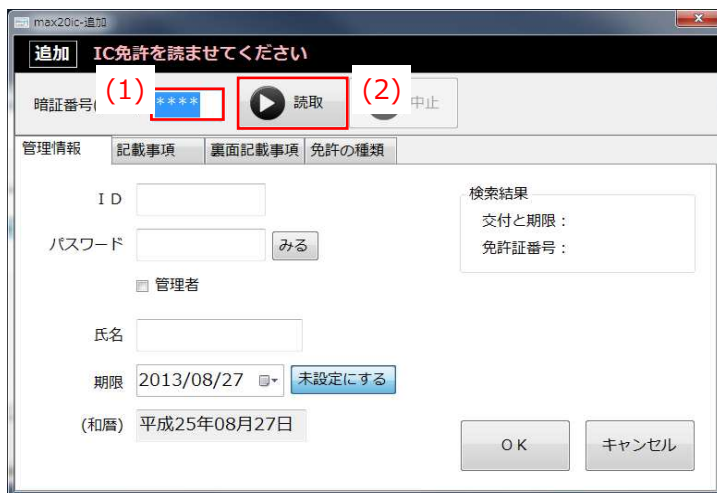 max20ic-追加
追加 IC免許を読ませてください
暗証番号( (1) **** 読取 (2) 中止
管理情報 記載事項 裏面記載事項 免許の種類
ＩＤ
検索結果
交付と期限：
パスワード みる
免許証番号：
管理者
氏名
期限 2013/08/27 未設定にする
(和暦) 平成25年08月27日
ＯＫ キャンセル